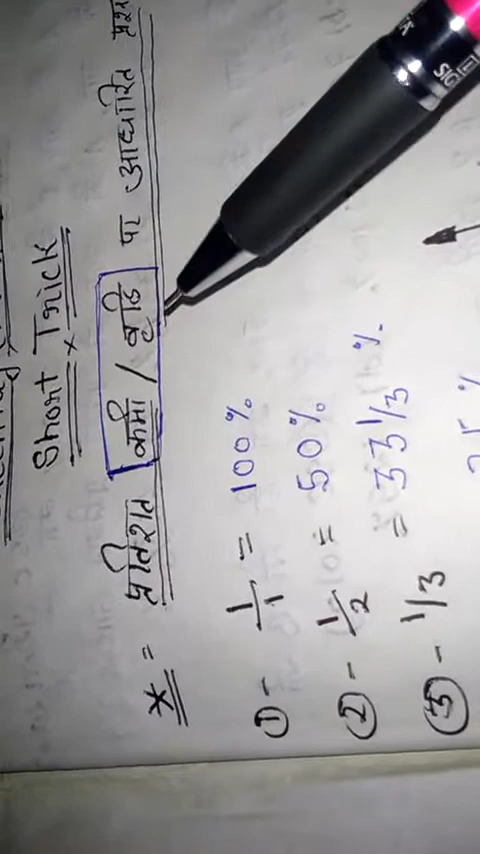 Short Trick
* = प्रतिशत कमी / वृद्धि पर आधारित
① - 1/1 = 100%
② - 1/2 = 50%
③ - 1/3 = 33 1/3 %